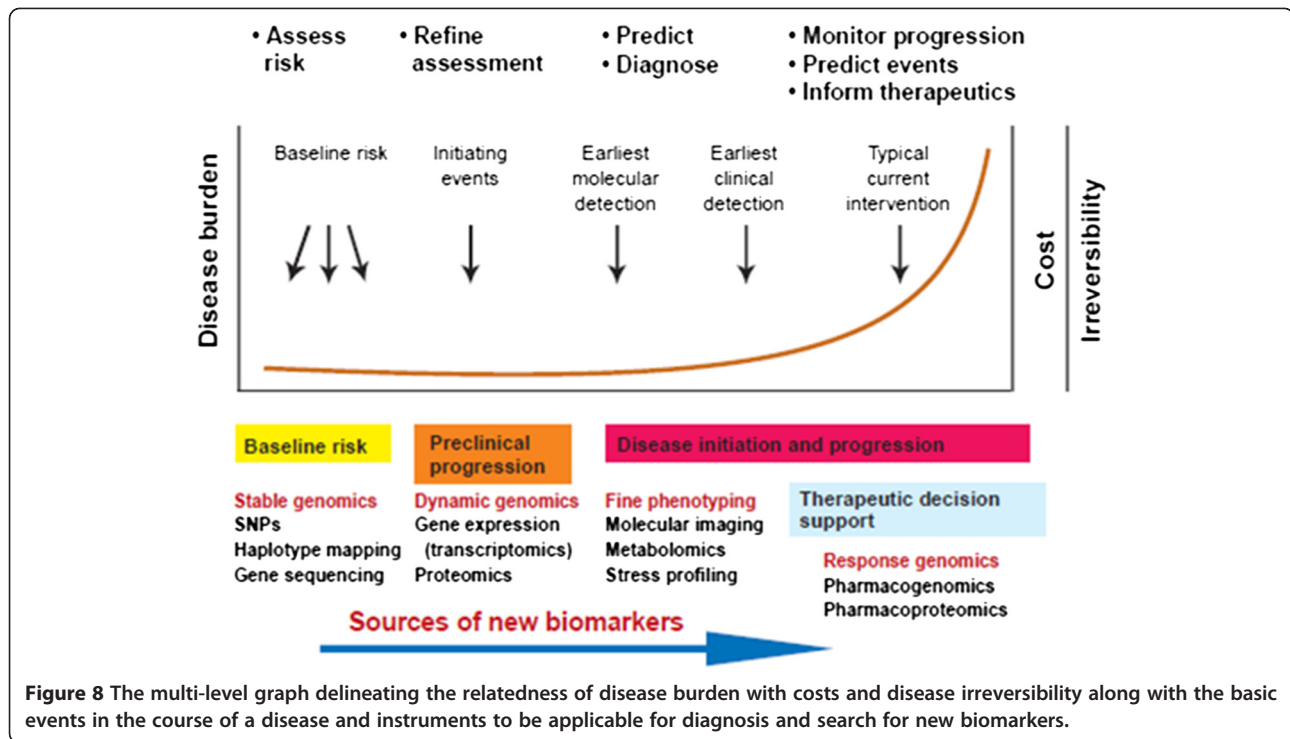 • Assess risk
• Refine assessment
• Predict
• Diagnose
• Monitor progression
• Predict events
• Inform therapeutics
Disease burden
Baseline risk
Initiating
events
Earliest
molecular
detection
Earliest
clinical
detection
Typical
current
intervention
Cost
Irreversibility
Baseline risk
Stable genomics
SNPs
Haplotype mapping
Gene sequencing
Preclinical
progression
Dynamic genomics
Gene expression
(transcriptomics)
Proteomics
Disease initiation and progression
Fine phenotyping
Molecular imaging
Metabolomics
Stress profiling
Therapeutic decision
support
Response genomics
Pharmacogenomics
Pharmacoproteomics
Sources of new biomarkers
Figure 8 The multi-level graph delineating the relatedness of disease burden with costs and disease irreversibility along with the basic
events in the course of a disease and instruments to be applicable for diagnosis and search for new biomarkers.